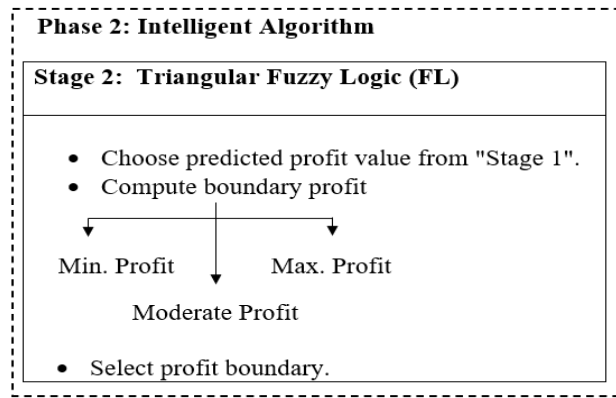 Phase 2: Intelligent Algorithm
Stage 2: Triangular Fuzzy Logic (FL)
• Choose predicted profit value from "Stage 1".
• Compute boundary profit
Min. Profit Max. Profit
Moderate Profit
• Select profit boundary.